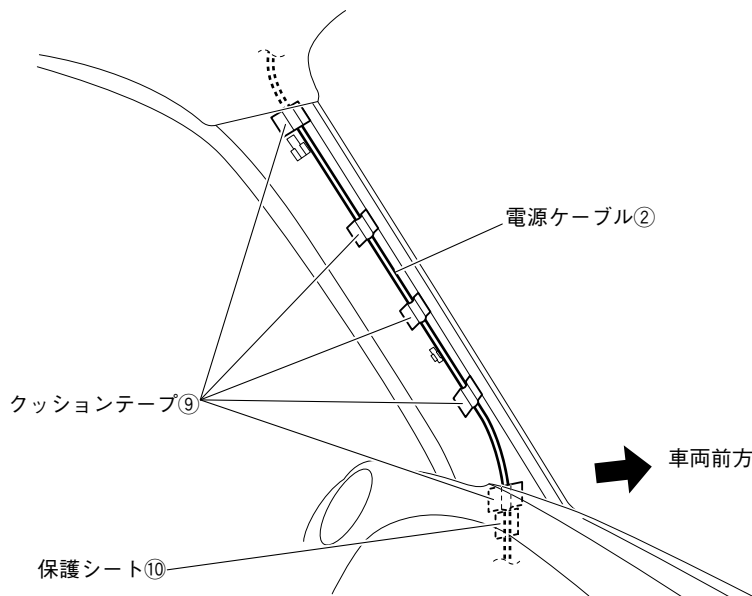 電源ケーブル②
クッションテープ⑨
車両前方
保護シート⑩